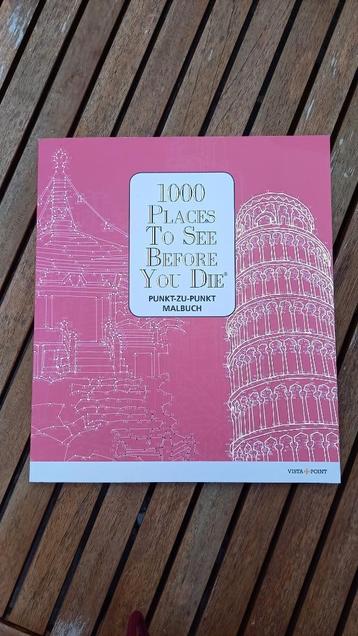 1000
PLACES
TO SEE
BEFORE
YOU DIE®
PUNKT-ZU-PUNKT
MALBUCH
VISTA POINT